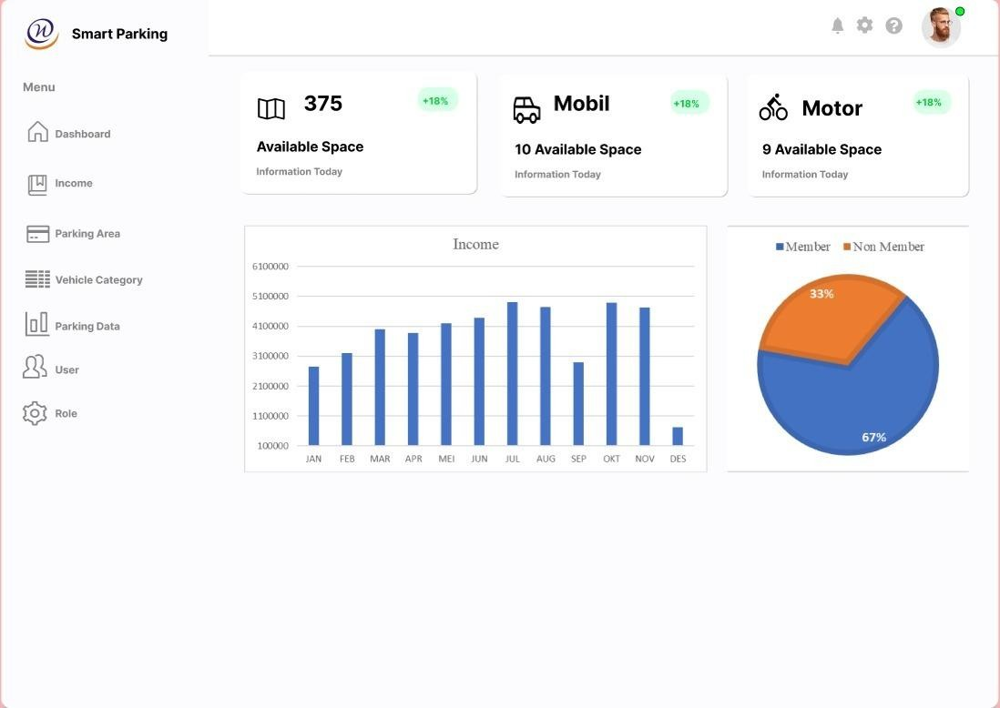 Smart Parking
Menu
Dashboard
Income
Parking Area
Vehicle Category
Parking Data
User
Role
375
+18%
Available Space
Information Today
Mobil
+18%
10 Available Space
Information Today
Motor
+18%
9 Available Space
Information Today
Income
6100000
5100000
4100000
3100000
2100000
1100000
100000
JAN FEB MAR APR MEI JUN JUL AUG SEP OKT NOV DES
Member Non Member
33%
67%